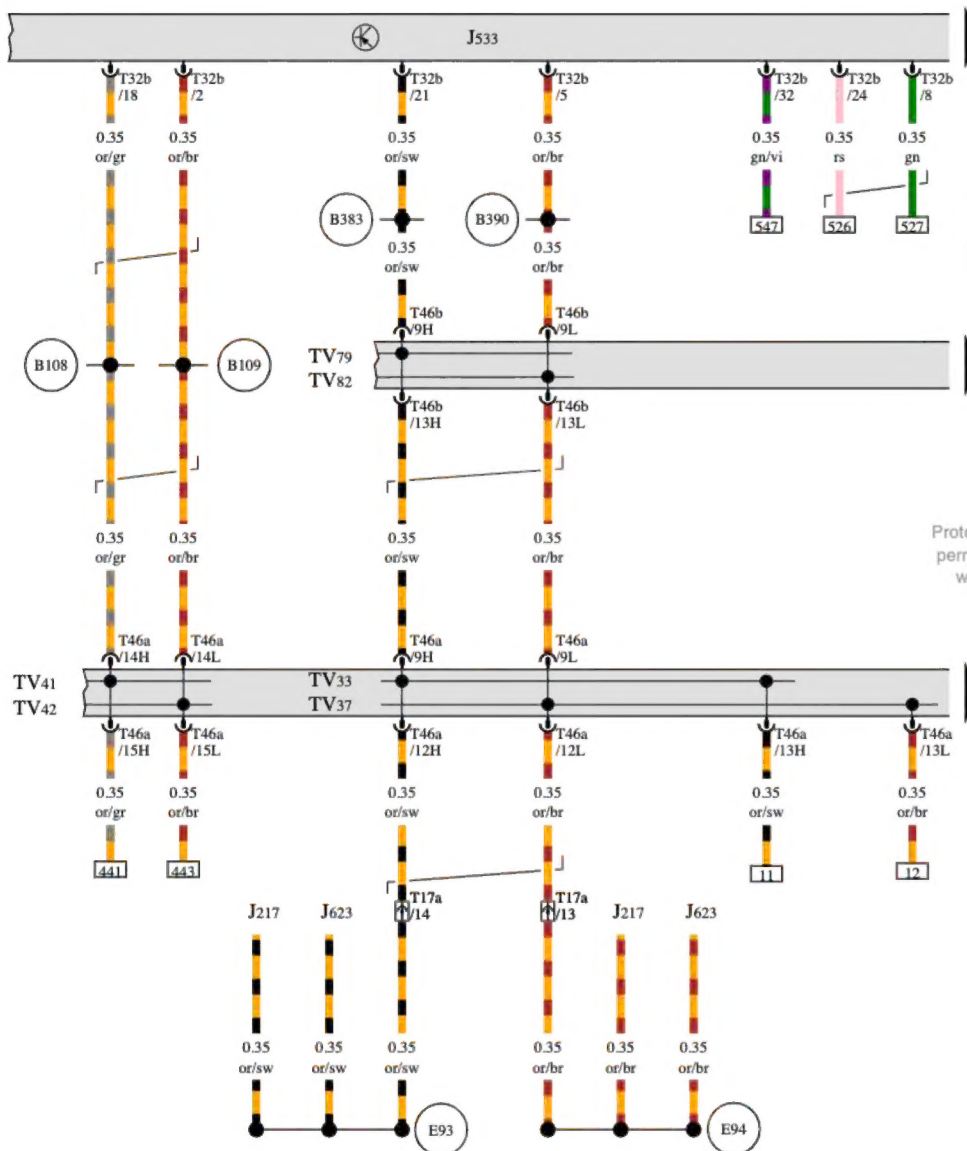 J533
T32b T32b T32b T32b T32b T32b T32b
/18 /2 /21 /5 /32 /24 /8
0.35 0.35 0.35 0.35 0.35 0.35 0.35
or/gr or/br or/sw or/br gn/vi rs gn
B383 B390 547 526 527
0.35 0.35
or/sw or/br
T46b T46b
/9H /9L
B108 B109 TV79
TV82
T46b T46b
/13H /13L
0.35 0.35 0.35 0.35
or/gr or/br or/sw or/br
Prote
perr
w
T46a T46a T46a T46a
/14H /14L /9H /9L
TV41 TV33
TV42 TV37
T46a T46a T46a T46a T46a T46a
/15H /15L /12H /12L /13H /13L
0.35 0.35 0.35 0.35 0.35 0.35
or/gr or/br or/sw or/br or/sw or/br
441 443 11 12
J217 J623 T17a T17a J217 J623
/14 /13
0.35 0.35 0.35 0.35 0.35 0.35
or/sw or/sw or/sw or/br or/br or/br
E93 E94